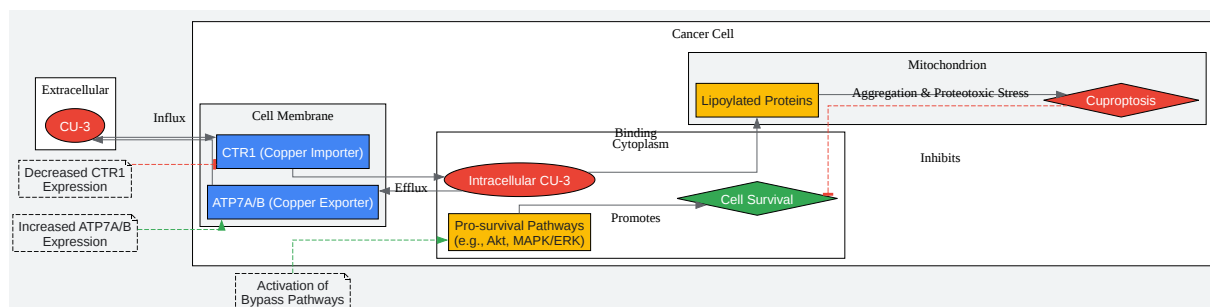 Cancer Cell
Mitochondrion
Extracellular
CU-3
Influx
Cell Membrane
CTR1 (Copper Importer)
ATP7A/B (Copper Exporter)
Decreased CTR1
Expression
Increased ATP7A/B
Expression
Efflux
Binding
Cytoplasm
Intracellular CU-3
Lipoylated Proteins
Aggregation & Proteotoxic Stress
Cuproptosis
Inhibits
Cell Survival
Promotes
Pro-survival Pathways
(e.g., Akt, MAPK/ERK)
Activation of
Bypass Pathways